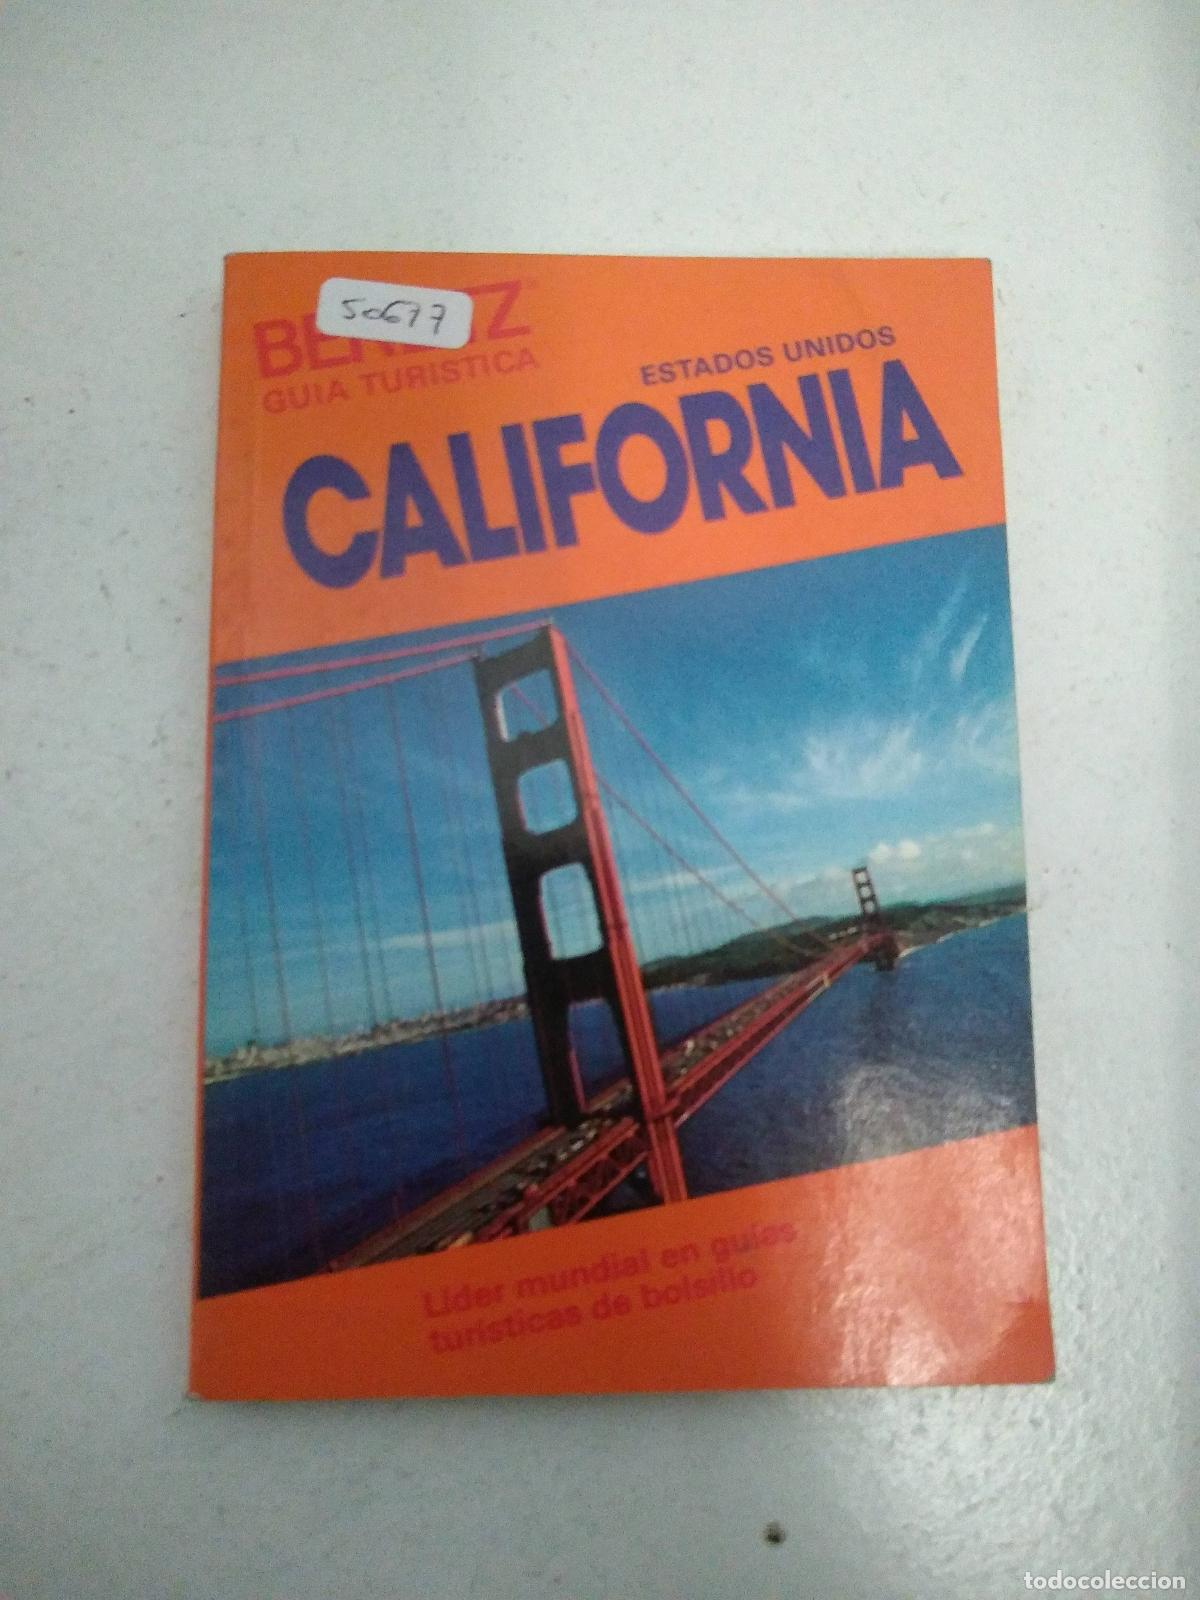 50677
BERLITZ®
GUIA TURISTICA
ESTADOS UNIDOS
CALIFORNIA
Líder mundial en guías
turísticas de bolsillo
todocoleccion